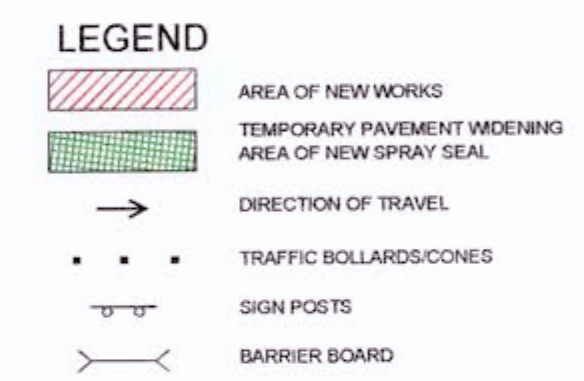 LEGEND
AREA OF NEW WORKS
TEMPORARY PAVEMENT WIDENING
AREA OF NEW SPRAY SEAL
DIRECTION OF TRAVEL
TRAFFIC BOLLARDS/CONES
SIGN POSTS
BARRIER BOARD